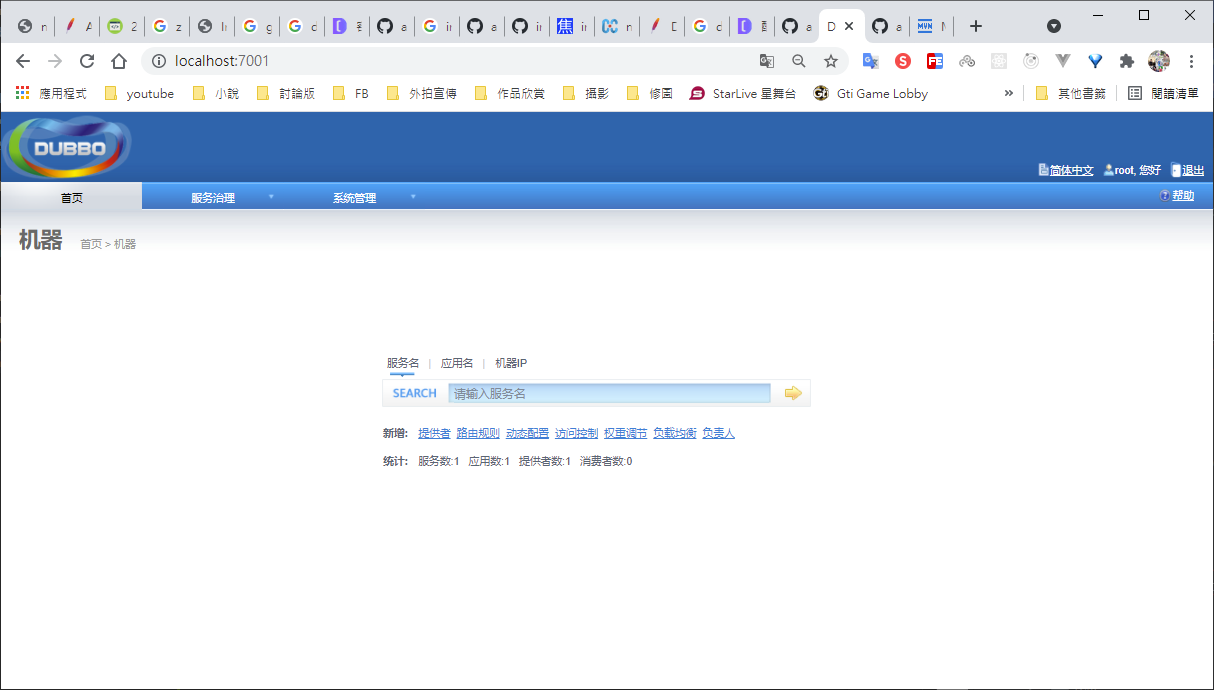 localhost:7001
應用程式 youtube 小說 討論版 FB 外拍宣傳 作品欣賞 攝影 修圖 StarLive 星舞台 Gti Game Lobby » 其他書籤 閱讀清單
DUBBO
简体中文 root, 您好 退出
首页 服务治理 系统管理 帮助
机器 首页 > 机器
服务名 | 应用名 | 机器IP
SEARCH 请输入服务名
新增: 提供者 路由规则 动态配置 访问控制 权重调节 负载均衡 负责人
统计: 服务数:1 应用数:1 提供者数:1 消费者数:0